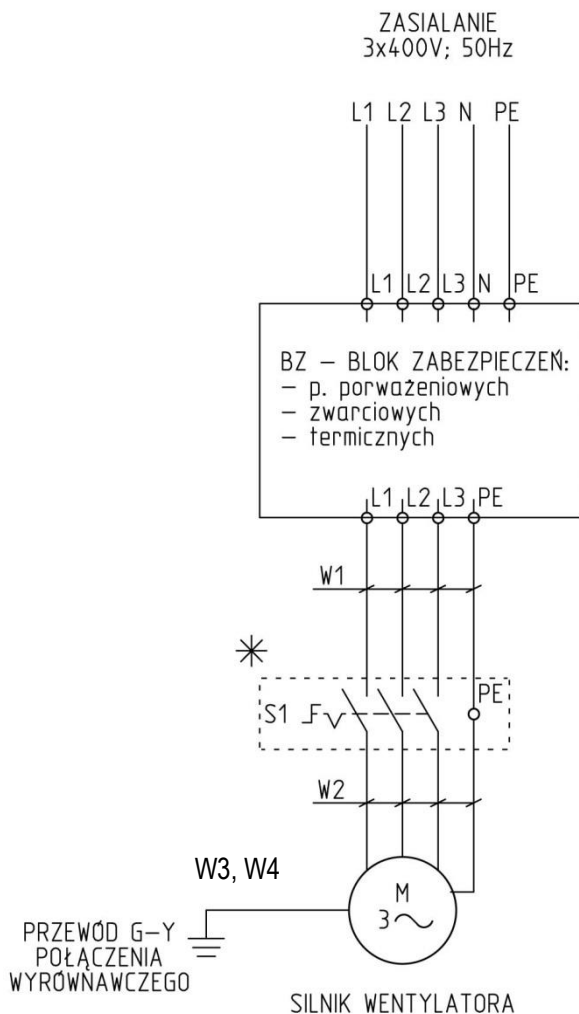 ZASIALANIE
3x400V; 50Hz
L1 L2 L3 N PE
L1 L2 L3 N PE
BZ – BLOK ZABEZPIECZEŃ:
– p. porważeniowych
– zwarciowych
– termicznych
L1 L2 L3 PE
W1
PE
S1
W2
W3, W4
M
3
PRZEWÓD G–Y
POŁĄCZENIA
WYRÓWNAWCZEGO
SILNIK WENTYLATORA